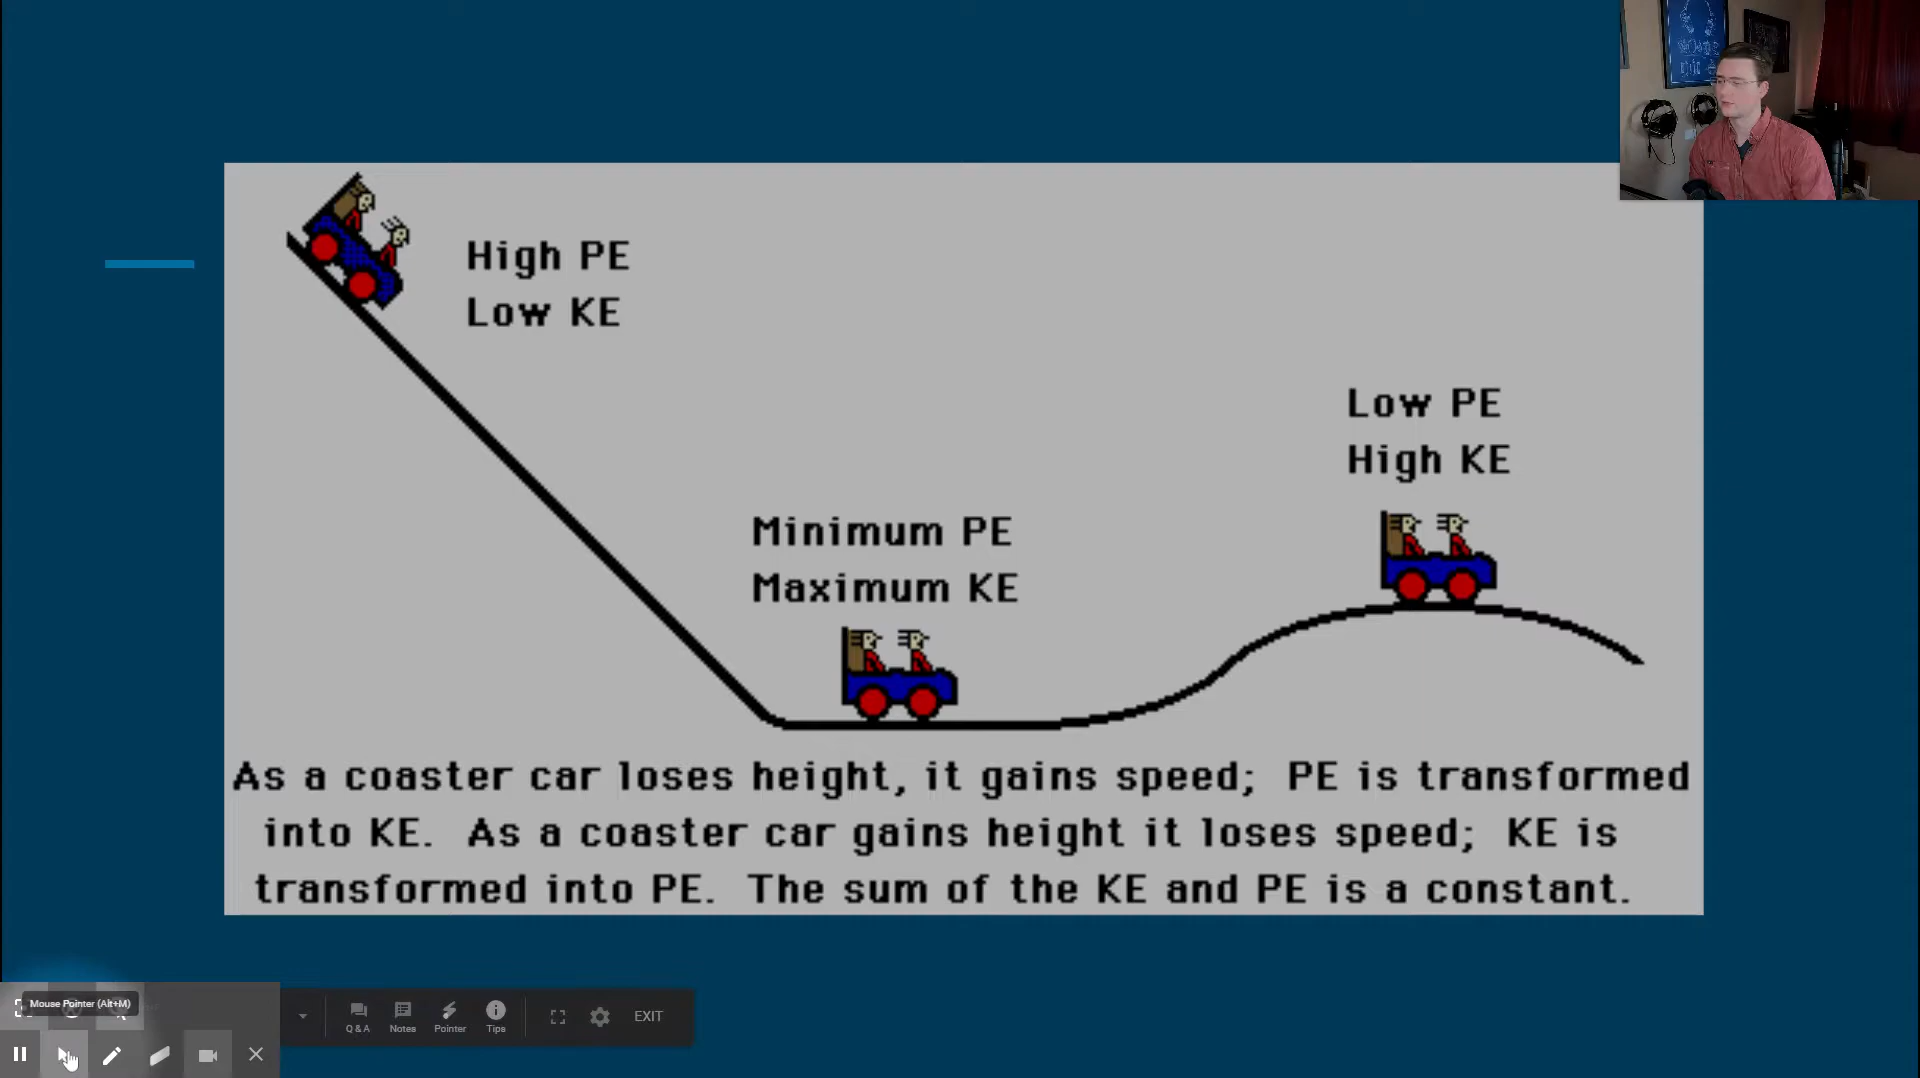 High PE
Low KE
Low PE
High KE
Minimum PE
Maximum KE
As a coaster car loses height, it gains speed; PE is transformed
into KE. As a coaster car gains height it loses speed; KE is
transformed into PE. The sum of the KE and PE is a constant.
Mouse Pointer (Alt+M)
Q & A
Notes
Pointer
Tips
EXIT